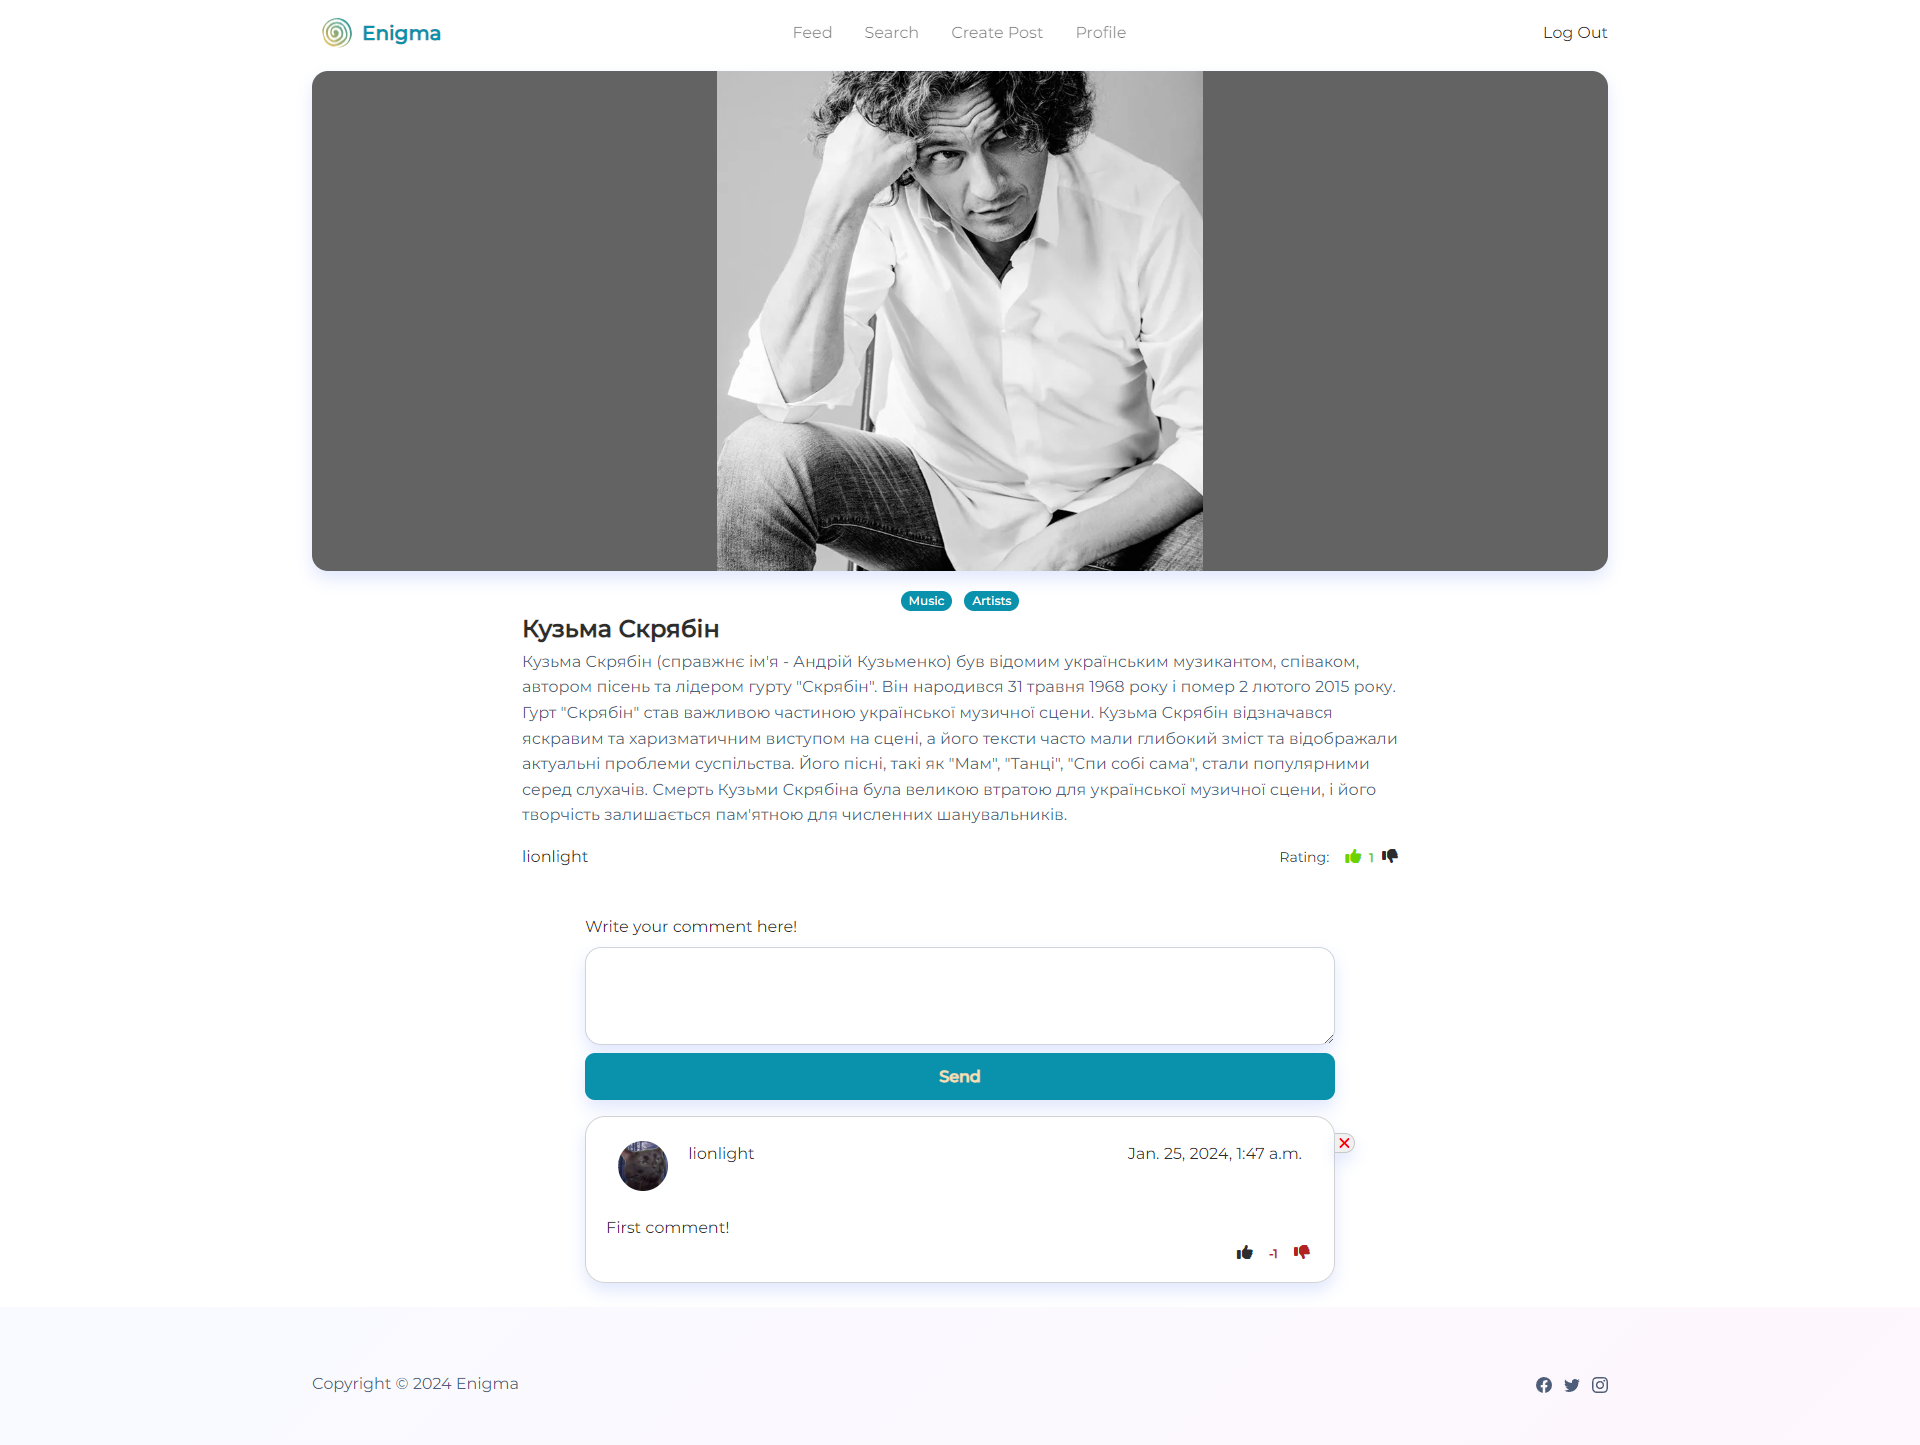 Enigma
Feed Search Create Post Profile
Log Out
Music Artists
Кузьма Скрябін
Кузьма Скрябін (справжнє ім'я - Андрій Кузьменко) був відомим українським музикантом, співаком,
автором пісень та лідером гурту "Скрябін". Він народився 31 травня 1968 року і помер 2 лютого 2015 року.
Гурт "Скрябін" став важливою частиною української музичної сцени. Кузьма Скрябін відзначався
яскравим та харизматичним виступом на сцені, а його тексти часто мали глибокий зміст та відображали
актуальні проблеми суспільства. Його пісні, такі як "Мам", "Танці", "Спи собі сама", стали популярними
серед слухачів. Смерть Кузьми Скрябіна була великою втратою для української музичної сцени, і його
творчість залишається пам'ятною для численних шанувальників.
lionlight
Rating: 1
Write your comment here!
Send
lionlight
Jan. 25, 2024, 1:47 a.m.
First comment!
-1
Copyright © 2024 Enigma